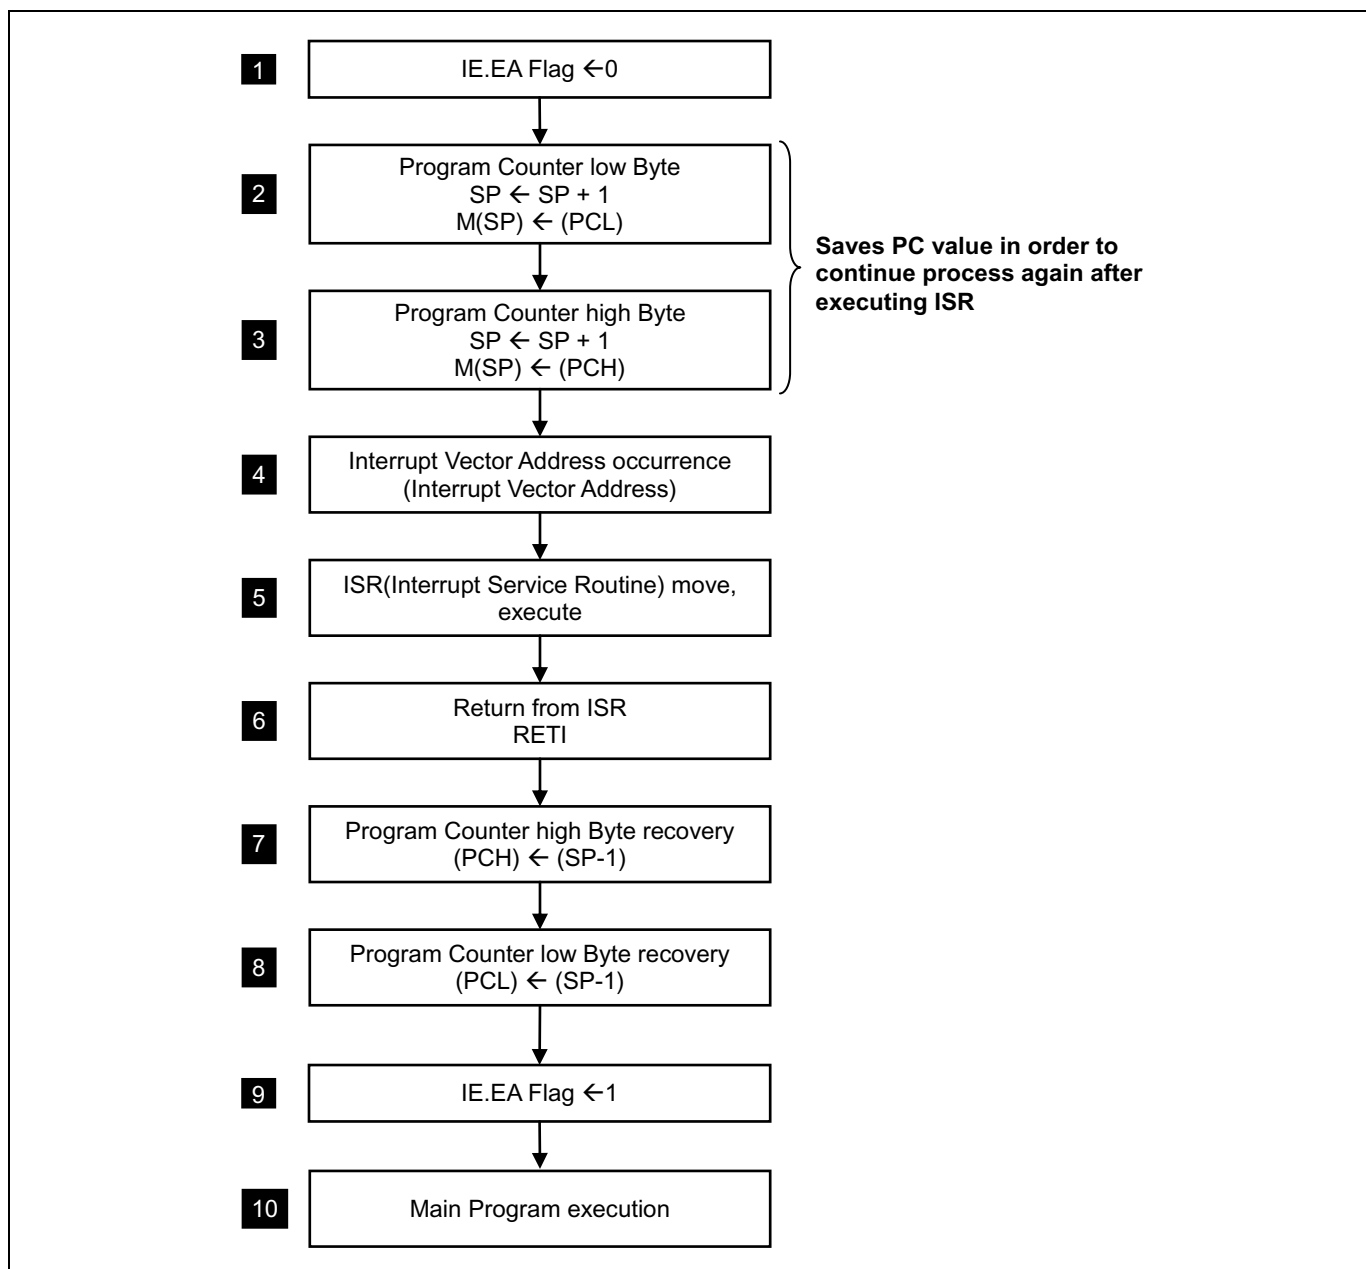 1
IE.EA Flag ←0
2
Program Counter low Byte
SP ← SP + 1
M(SP) ← (PCL)
Saves PC value in order to
continue process again after
executing ISR
3
Program Counter high Byte
SP ← SP + 1
M(SP) ← (PCH)
4
Interrupt Vector Address occurrence
(Interrupt Vector Address)
5
ISR(Interrupt Service Routine) move,
execute
6
Return from ISR
RETI
7
Program Counter high Byte recovery
(PCH) ← (SP-1)
8
Program Counter low Byte recovery
(PCL) ← (SP-1)
9
IE.EA Flag ←1
10
Main Program execution